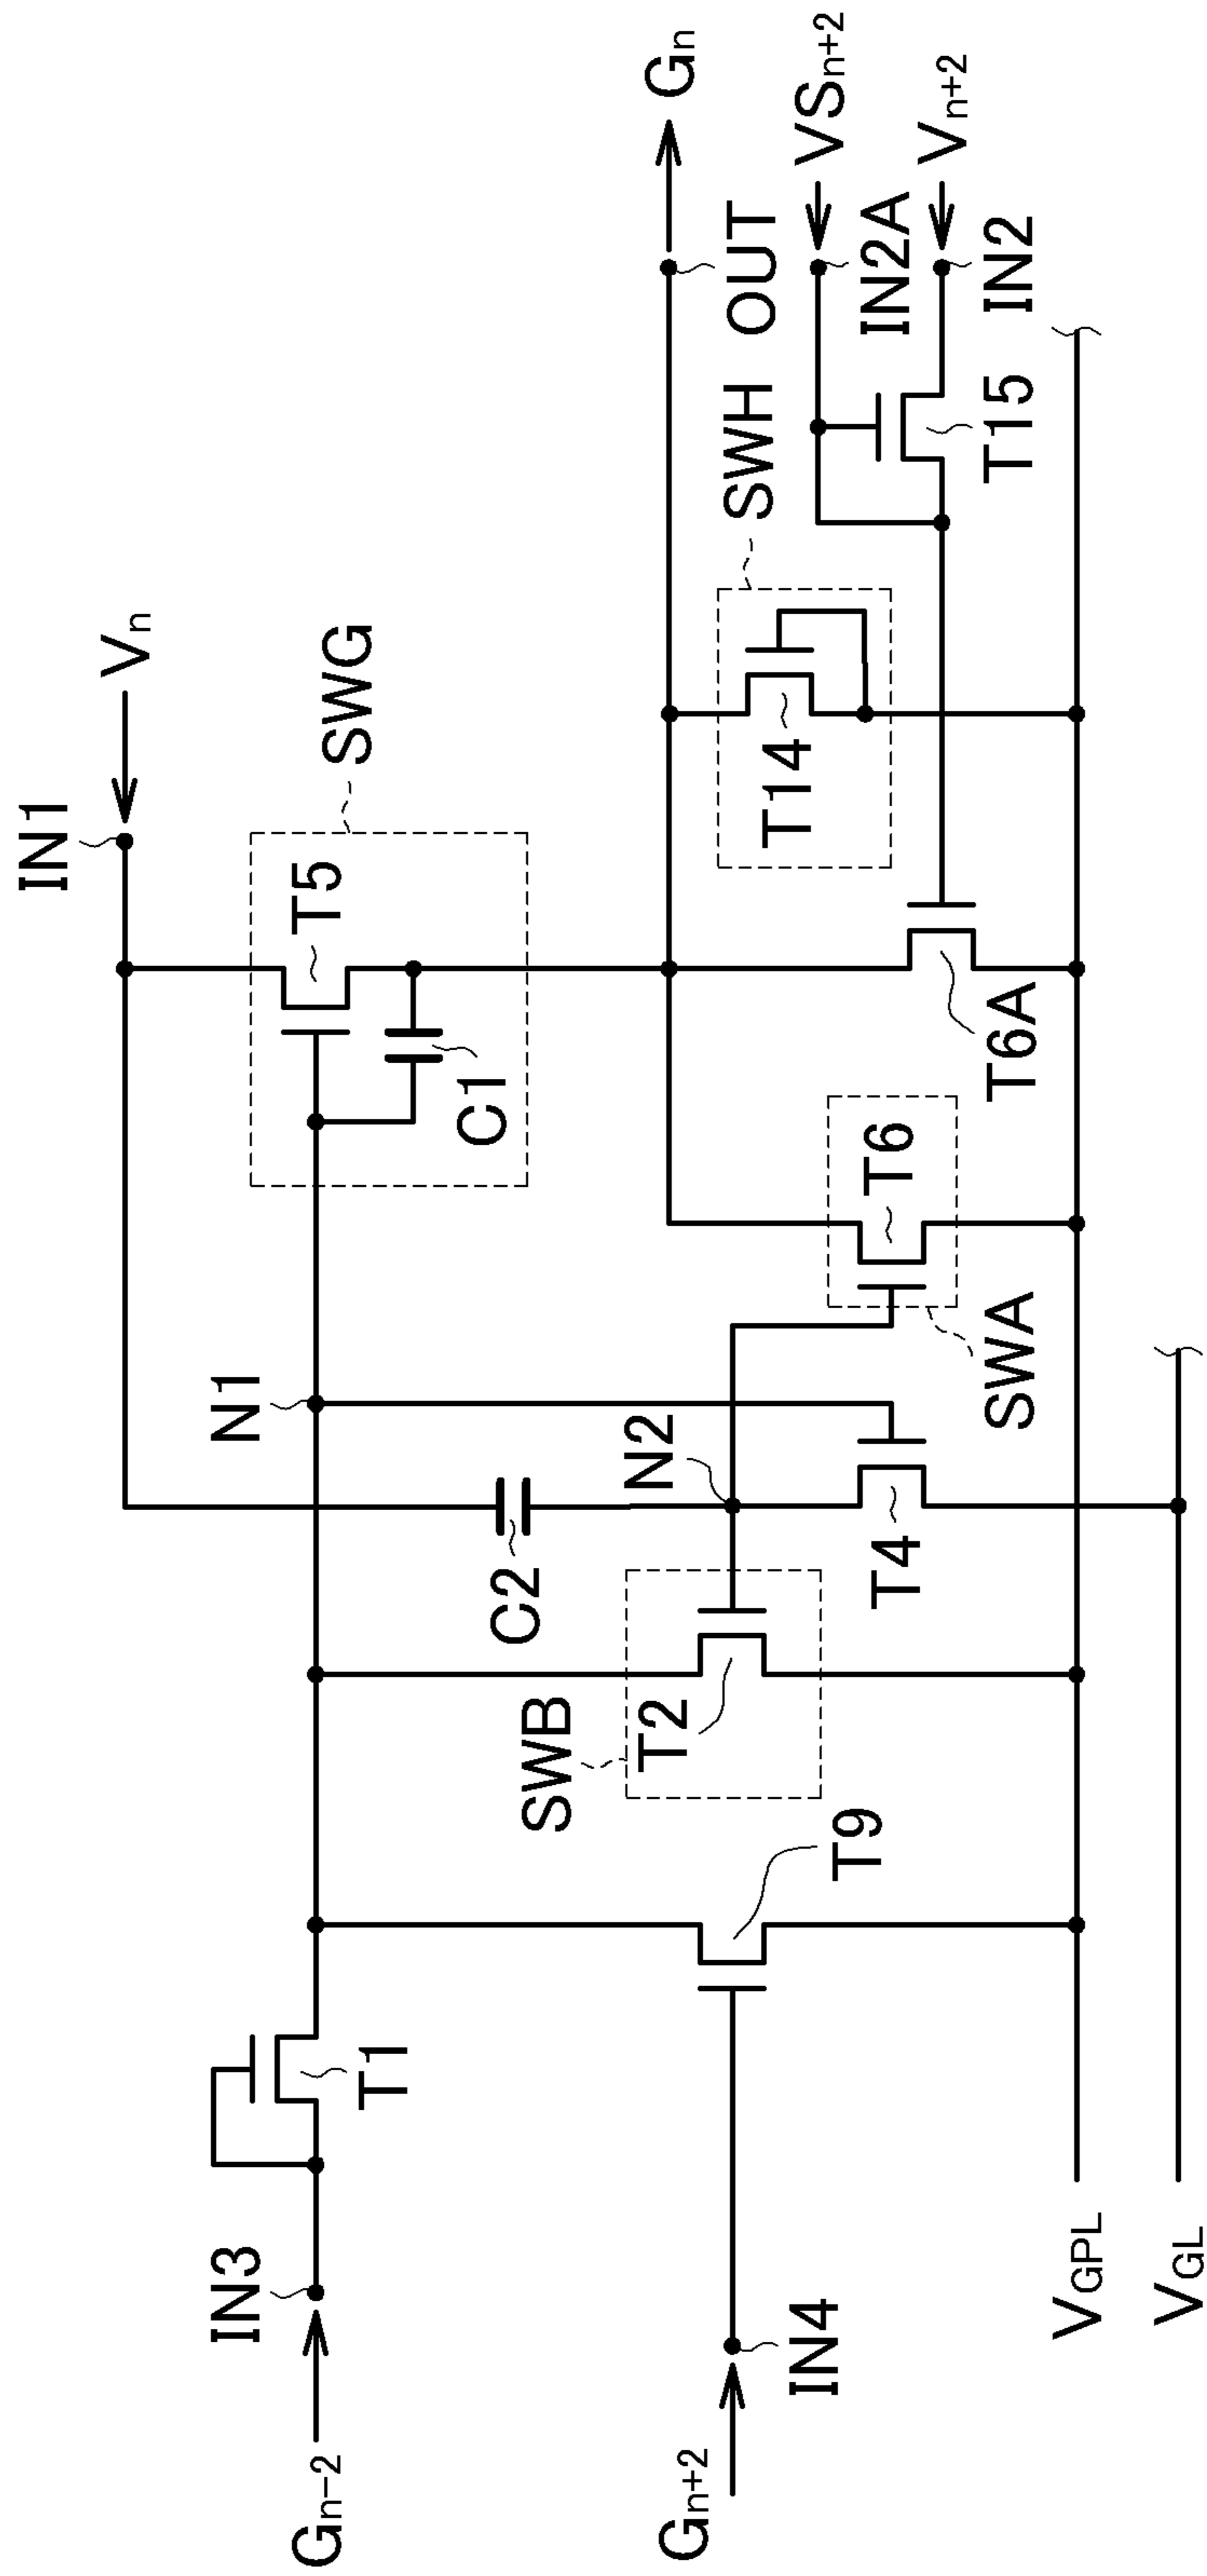 IN1
Vn
SWG
T5
C1
N1
IN3
Gn−2
T1
C2
N2
SWB
T2
T9
T4
SWA
T6
T6A
SWH
T14
OUT
Gn
IN2A
VSn+2
IN2
Vn+2
T15
Gn+2
IN4
VGPL
VGL